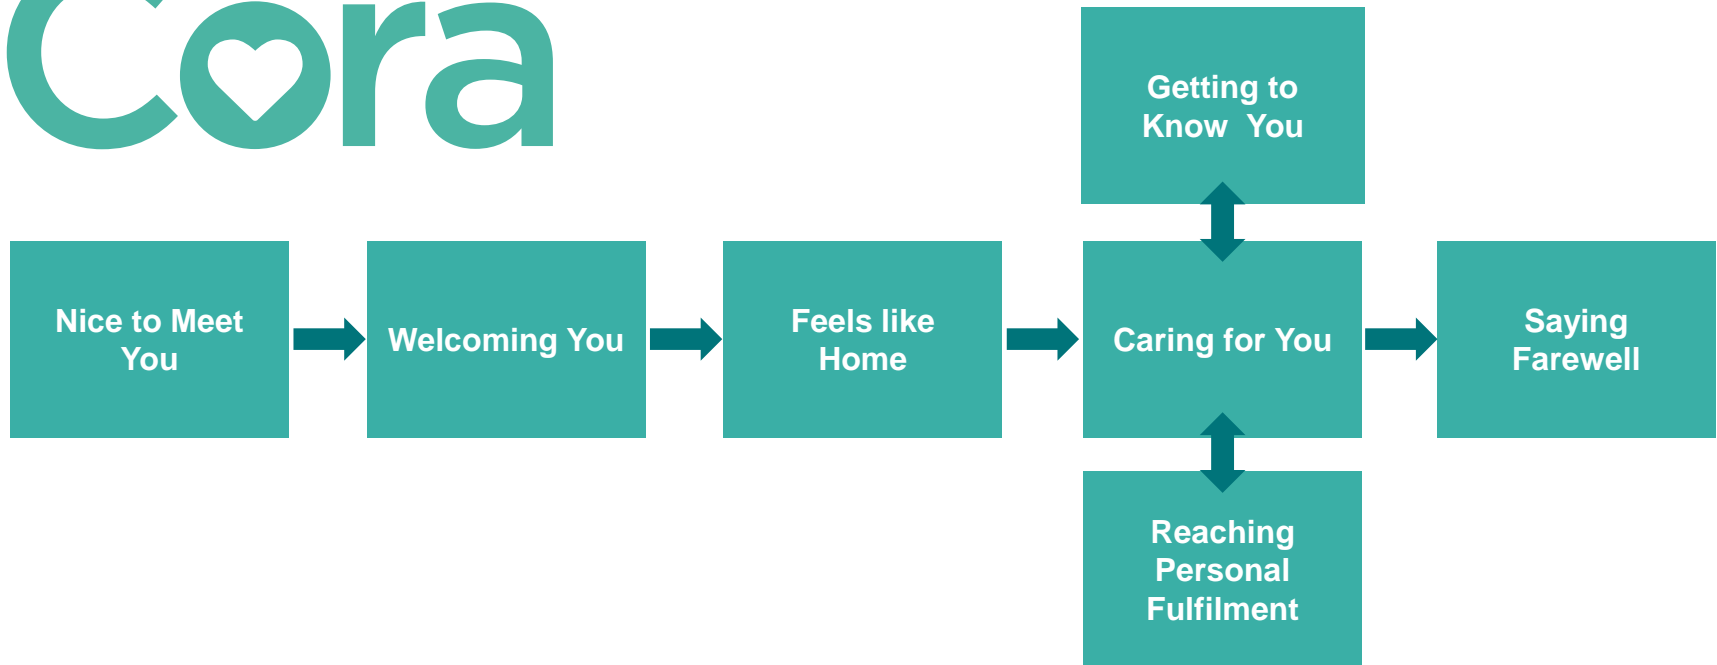 Cora
Getting to
Know  You
Nice to Meet
You
Welcoming You
Feels like
Home
Caring for You
Saying
Farewell
Reaching
Personal
Fulfilment